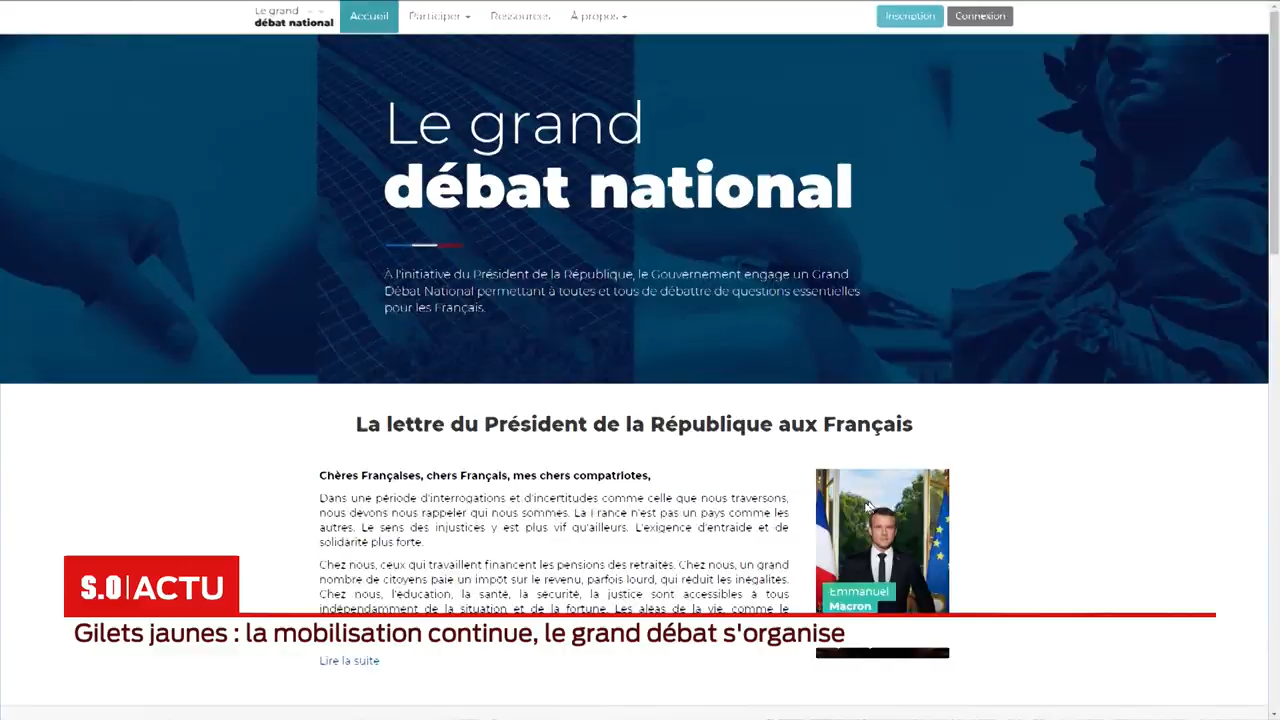 Le grand
débat national
Accueil
Participer
Ressources
À propos
Inscription
Connexion
Le grand
débat national
À l'initiative du Président de la République, le Gouvernement engage un Grand
Débat National permettant à toutes et tous de débattre de questions essentielles
pour les Français.
La lettre du Président de la République aux Français
Chères Françaises, chers Français, mes chers compatriotes,
Dans une période d'interrogations et d'incertitudes comme celle que nous traversons,
nous devons nous rappeler qui nous sommes. La France n'est pas un pays comme les
autres. Le sens des injustices y est plus vif qu'ailleurs. L'exigence d'entraide et de
solidarité plus forte.
Chez nous, ceux qui travaillent financent les pensions des retraités. Chez nous, un grand
nombre de citoyens paie un impôt sur le revenu, parfois lourd, qui réduit les inégalités.
Chez nous, l'éducation, la santé, la sécurité, la justice sont accessibles à tous
indépendamment de la situation et de la fortune. Les aléas de la vie, comme le
Emmanuel
Macron
S.O|ACTU
Gilets jaunes : la mobilisation continue, le grand débat s'organise
Lire la suite